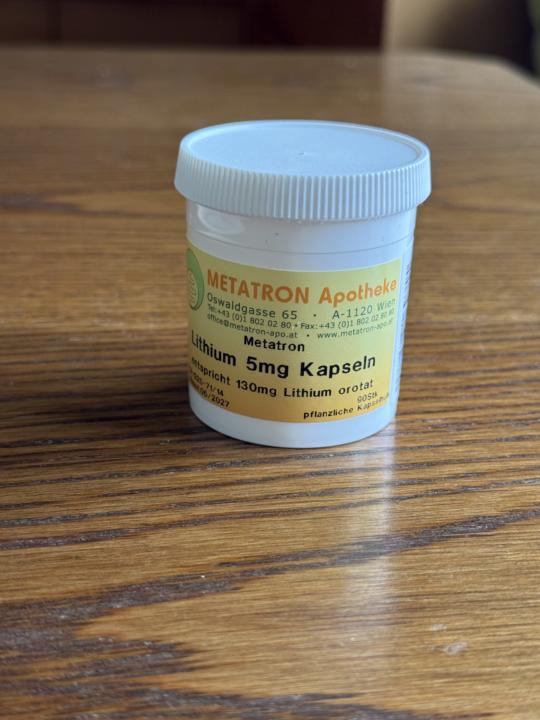 METATRON Apotheke
Oswaldgasse 65 • A-1120 Wien
Tel:+43 (0)1 802 02 80 • Fax:+43 (0)1 802 02 80 8
office@metatron-apo.at • www.metatron-apo.at
Metatron
Lithium 5mg Kapseln
entspricht 130mg Lithium orotat
90Stk
/2027
pflanzliche